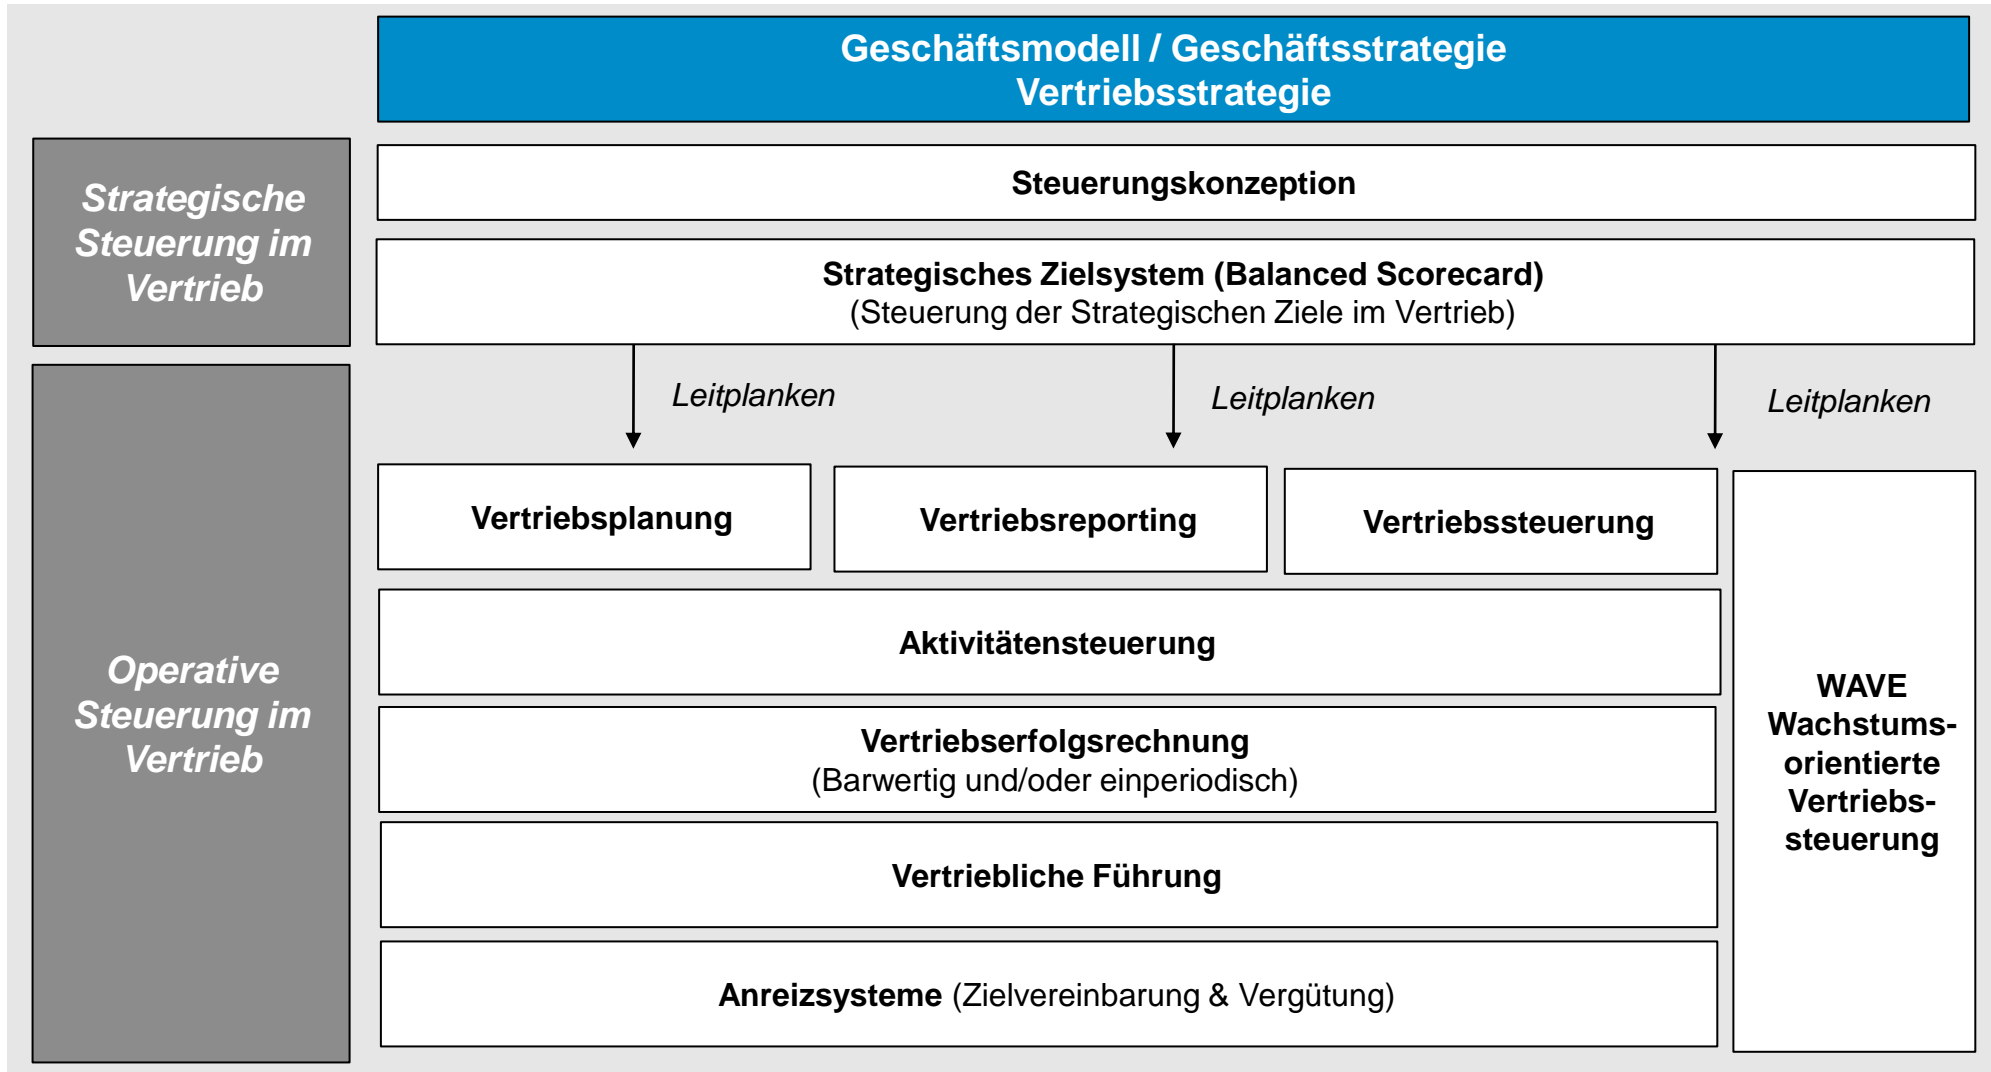 Geschäftsmodell / Geschäftsstrategie
Vertriebsstrategie
Strategische
Steuerung im
Vertrieb
Steuerungskonzeption
Strategisches Zielsystem (Balanced Scorecard)
(Steuerung der Strategischen Ziele im Vertrieb)
Leitplanken
Leitplanken
Leitplanken
Operative
Steuerung im
Vertrieb
Vertriebsplanung
Vertriebsreporting
Vertriebssteuerung
Aktivitätensteuerung
Vertriebserfolgsrechnung
(Barwertig und/oder einperiodisch)
Vertriebliche Führung
Anreizsysteme (Zielvereinbarung & Vergütung)
WAVE
Wachstums-
orientierte
Vertriebs-
steuerung